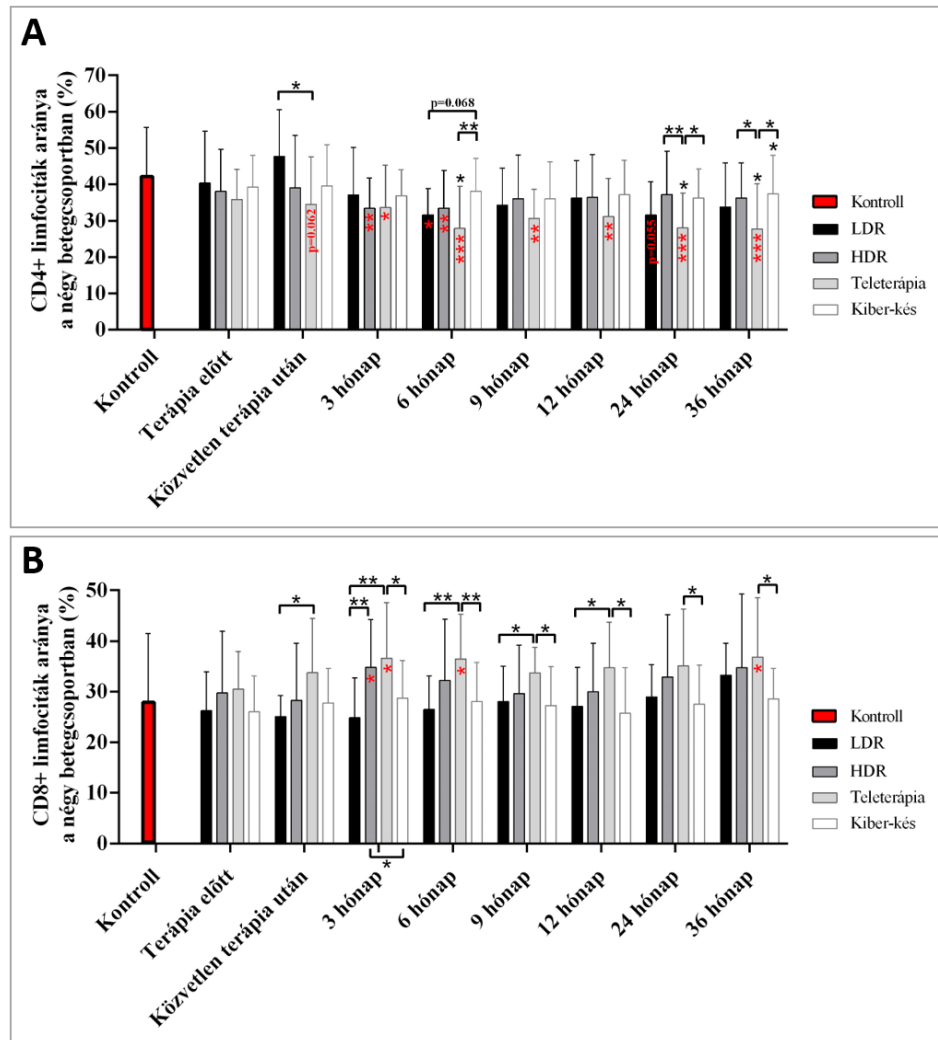 A
CD4+ limfociták aránya
a négy betegcsoportban (%)
70
60
50
40
30
20
10
0
*
p=0.062
**
*
p=0.068
**
*
*
**
***
**
**
**
*
*
p=0.055
***
*
*
*
*
***
Kontroll
LDR
HDR
Teleterápia
Kiber-kés
Kontroll
Terápia előtt
Közvetlen terápia után
3 hónap
6 hónap
9 hónap
12 hónap
24 hónap
36 hónap
B
CD8+ limfociták aránya
a négy betegcsoportban (%)
50
40
30
20
10
0
*
**
*
**
*
*
*
**
**
*
*
*
*
*
*
*
*
Kontroll
LDR
HDR
Teleterápia
Kiber-kés
Kontroll
Terápia előtt
Közvetlen terápia után
3 hónap
6 hónap
9 hónap
12 hónap
24 hónap
36 hónap